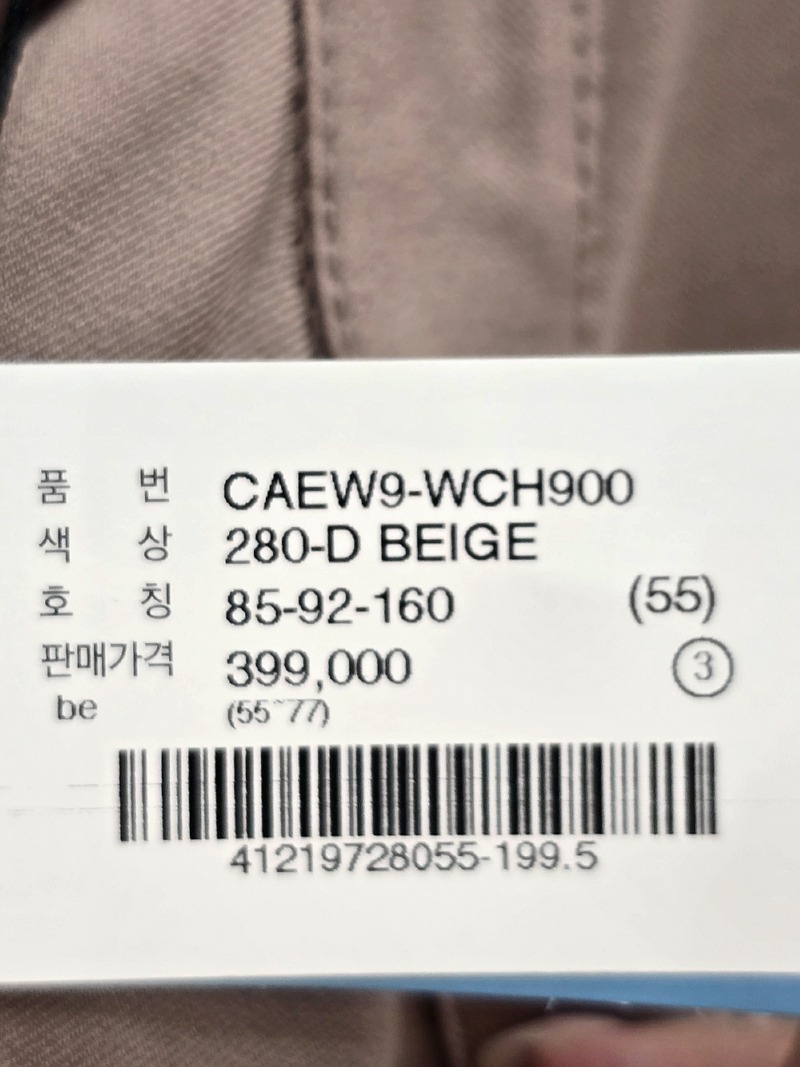 품 번 CAEW9-WCH900
색 상 280-D BEIGE
호 칭 85-92-160 (55)
판매가격 399,000 ③
be (55~77)
41219728055-199.5